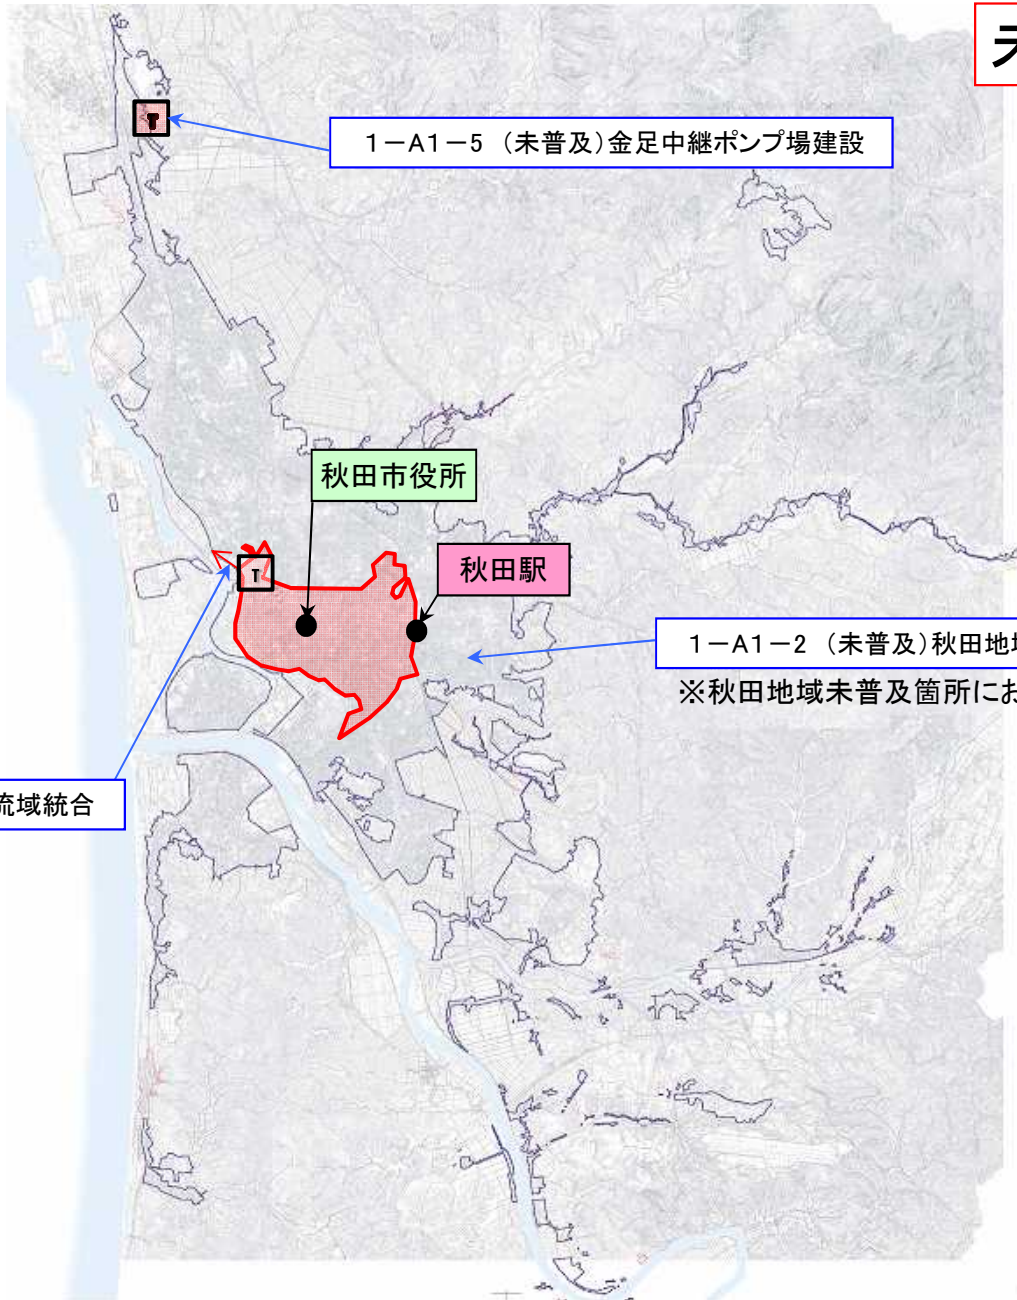 1－A1－5 （未普及）金足中継ポンプ場建設
秋田市役所
秋田駅
T
1－A1－2 （未普及）秋田地
※秋田地域未普及箇所にお
流域統合